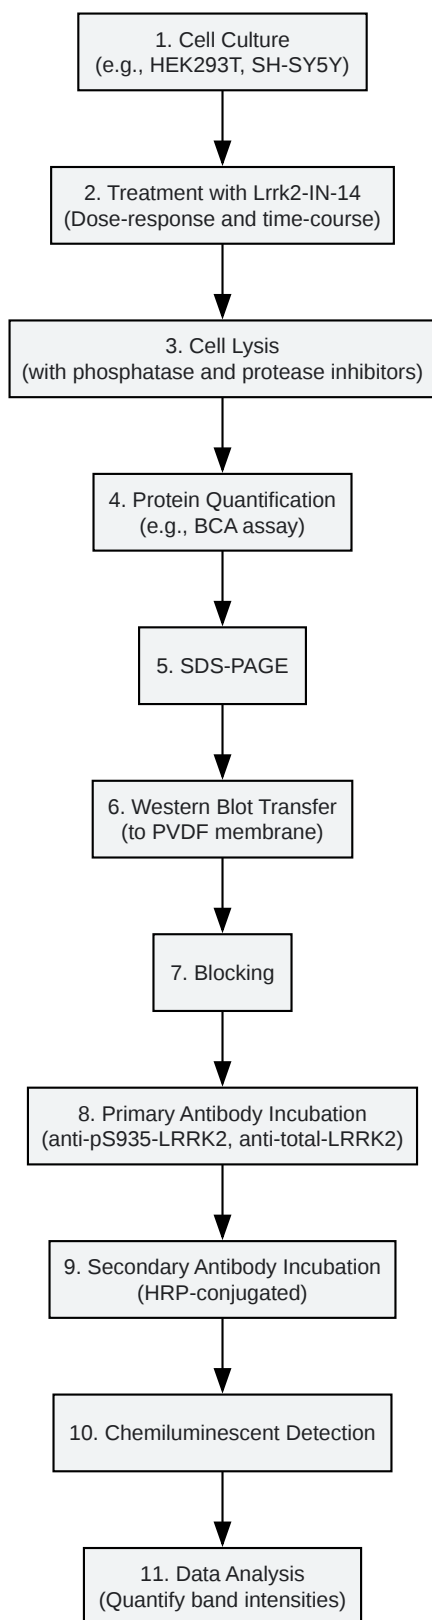 1. Cell Culture
(e.g., HEK293T, SH-SY5Y)
2. Treatment with Lrrk2-IN-14
(Dose-response and time-course)
3. Cell Lysis
(with phosphatase and protease inhibitors)
4. Protein Quantification
(e.g., BCA assay)
5. SDS-PAGE
6. Western Blot Transfer
(to PVDF membrane)
7. Blocking
8. Primary Antibody Incubation
(anti-pS935-LRRK2, anti-total-LRRK2)
9. Secondary Antibody Incubation
(HRP-conjugated)
10. Chemiluminescent Detection
11. Data Analysis
(Quantify band intensities)